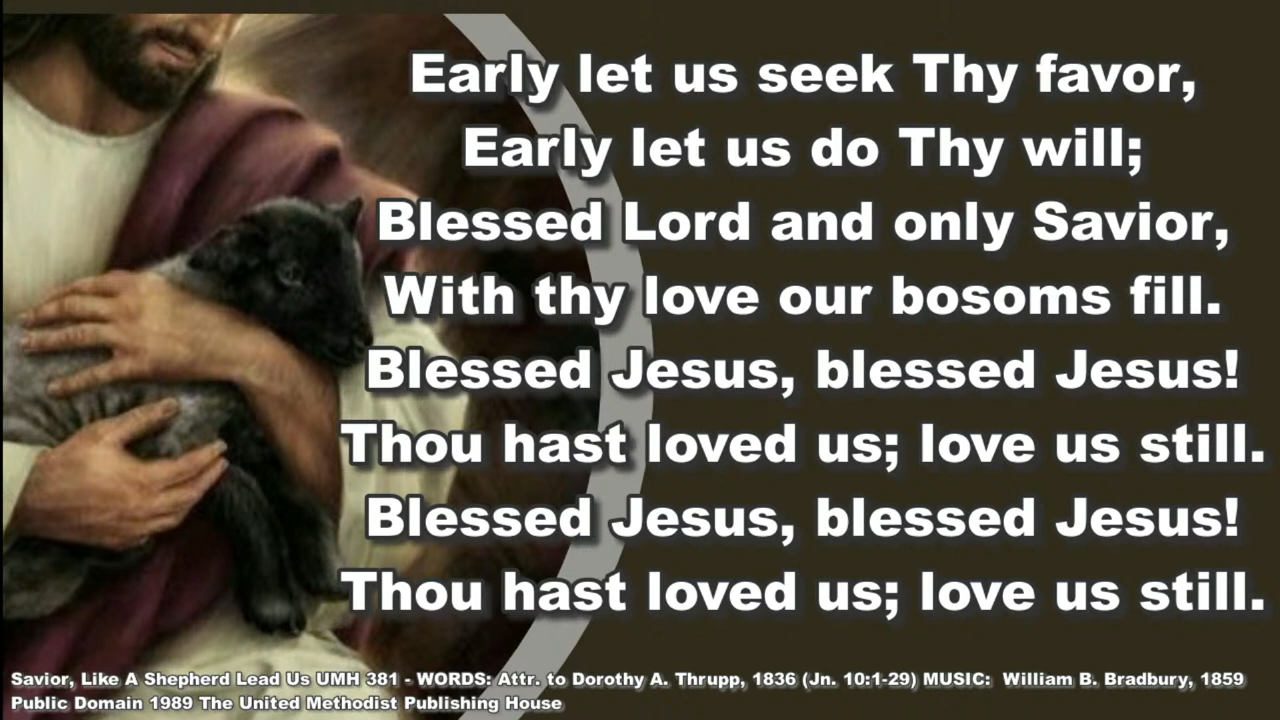 Early let us seek Thy favor,
Early let us do Thy will;
Blessed Lord and only Savior,
With thy love our bosoms fill.
Blessed Jesus, blessed Jesus!
Thou hast loved us; love us still.
Blessed Jesus, blessed Jesus!
Thou hast loved us; love us still.
Savior, Like A Shepherd Lead Us UMH 381 - WORDS: Attr. to Dorothy A. Thrupp, 1836 (Jn. 10:1-29) MUSIC: William B. Bradbury, 1859
Public Domain 1989 The United Methodist Publishing House